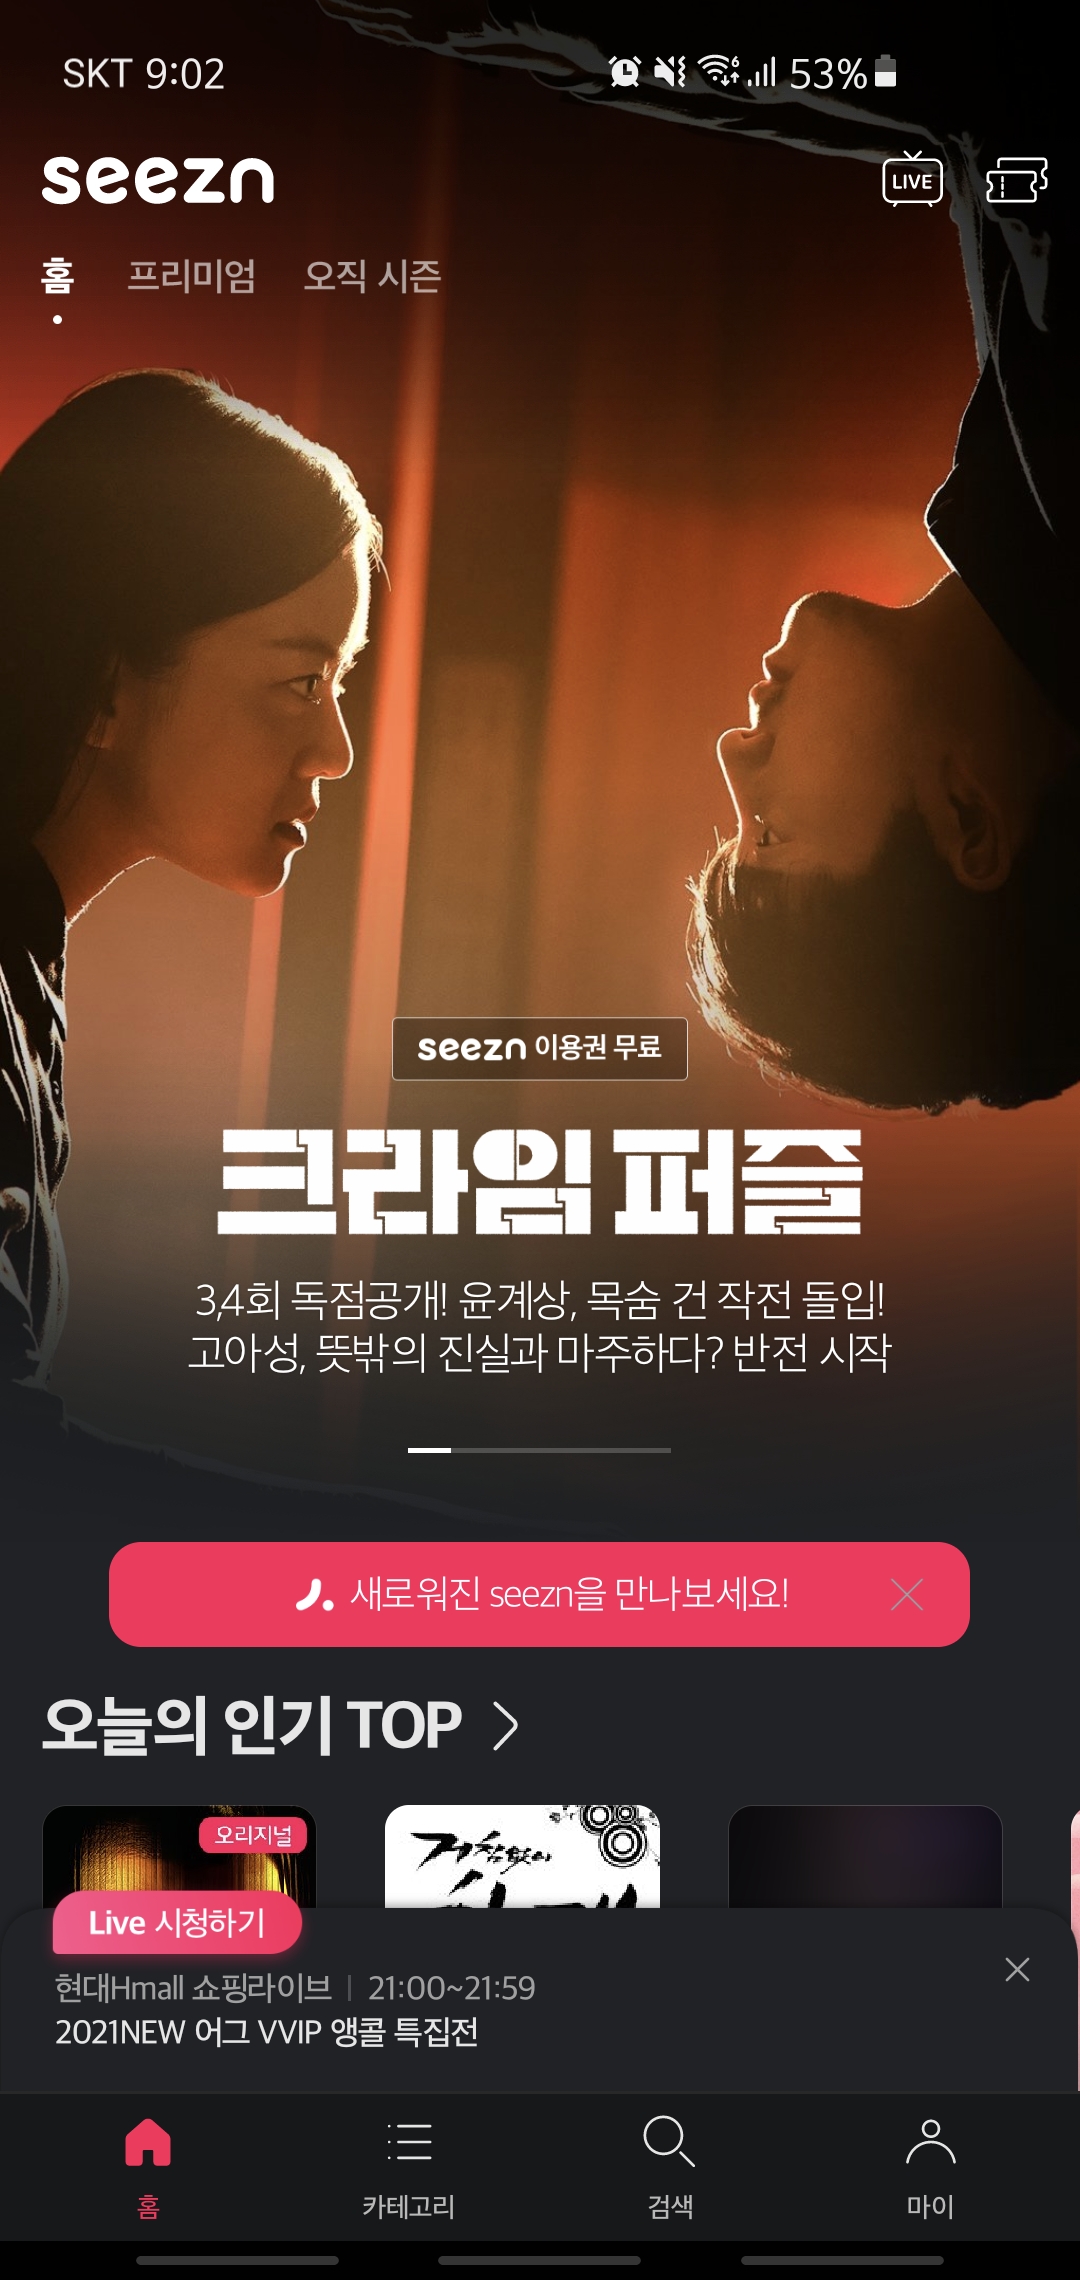 SKT 9:02
53%
seezn
LIVE
홈 프리미엄 오직 시즌
seezn 이용권 무료
크라임 퍼즐
3,4회 독점공개! 윤계상, 목숨 건 작전 돌입!
고아성, 뜻밖의 진실과 마주하다? 반전 시작
새로워진 seezn을 만나보세요!
오늘의 인기 TOP
오리지널
거침없이
Live 시청하기
현대Hmall 쇼핑라이브 | 21:00~21:59
2021NEW 어그 VVIP 앵콜 특집전
홈 카테고리 검색 마이